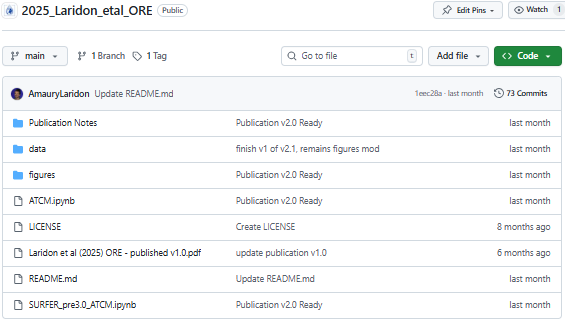 2025_Laridon_etal_ORE Public Edit Pins Watch 1
main 1 Branch 1 Tag Go to file t Add file Code
AmauryLaridon Update README.md 1eec28a · last month 73 Commits
Publication Notes Publication v2.0 Ready last month
data finish v1 of v2.1, remains figures mod last month
figures Publication v2.0 Ready last month
ATCM.ipynb Publication v2.0 Ready last month
LICENSE Create LICENSE 8 months ago
Laridon et al (2025) ORE - published v1.0.pdf update publication v1.0 6 months ago
README.md Update README.md last month
SURFER_pre3.0_ATCM.ipynb Publication v2.0 Ready last month